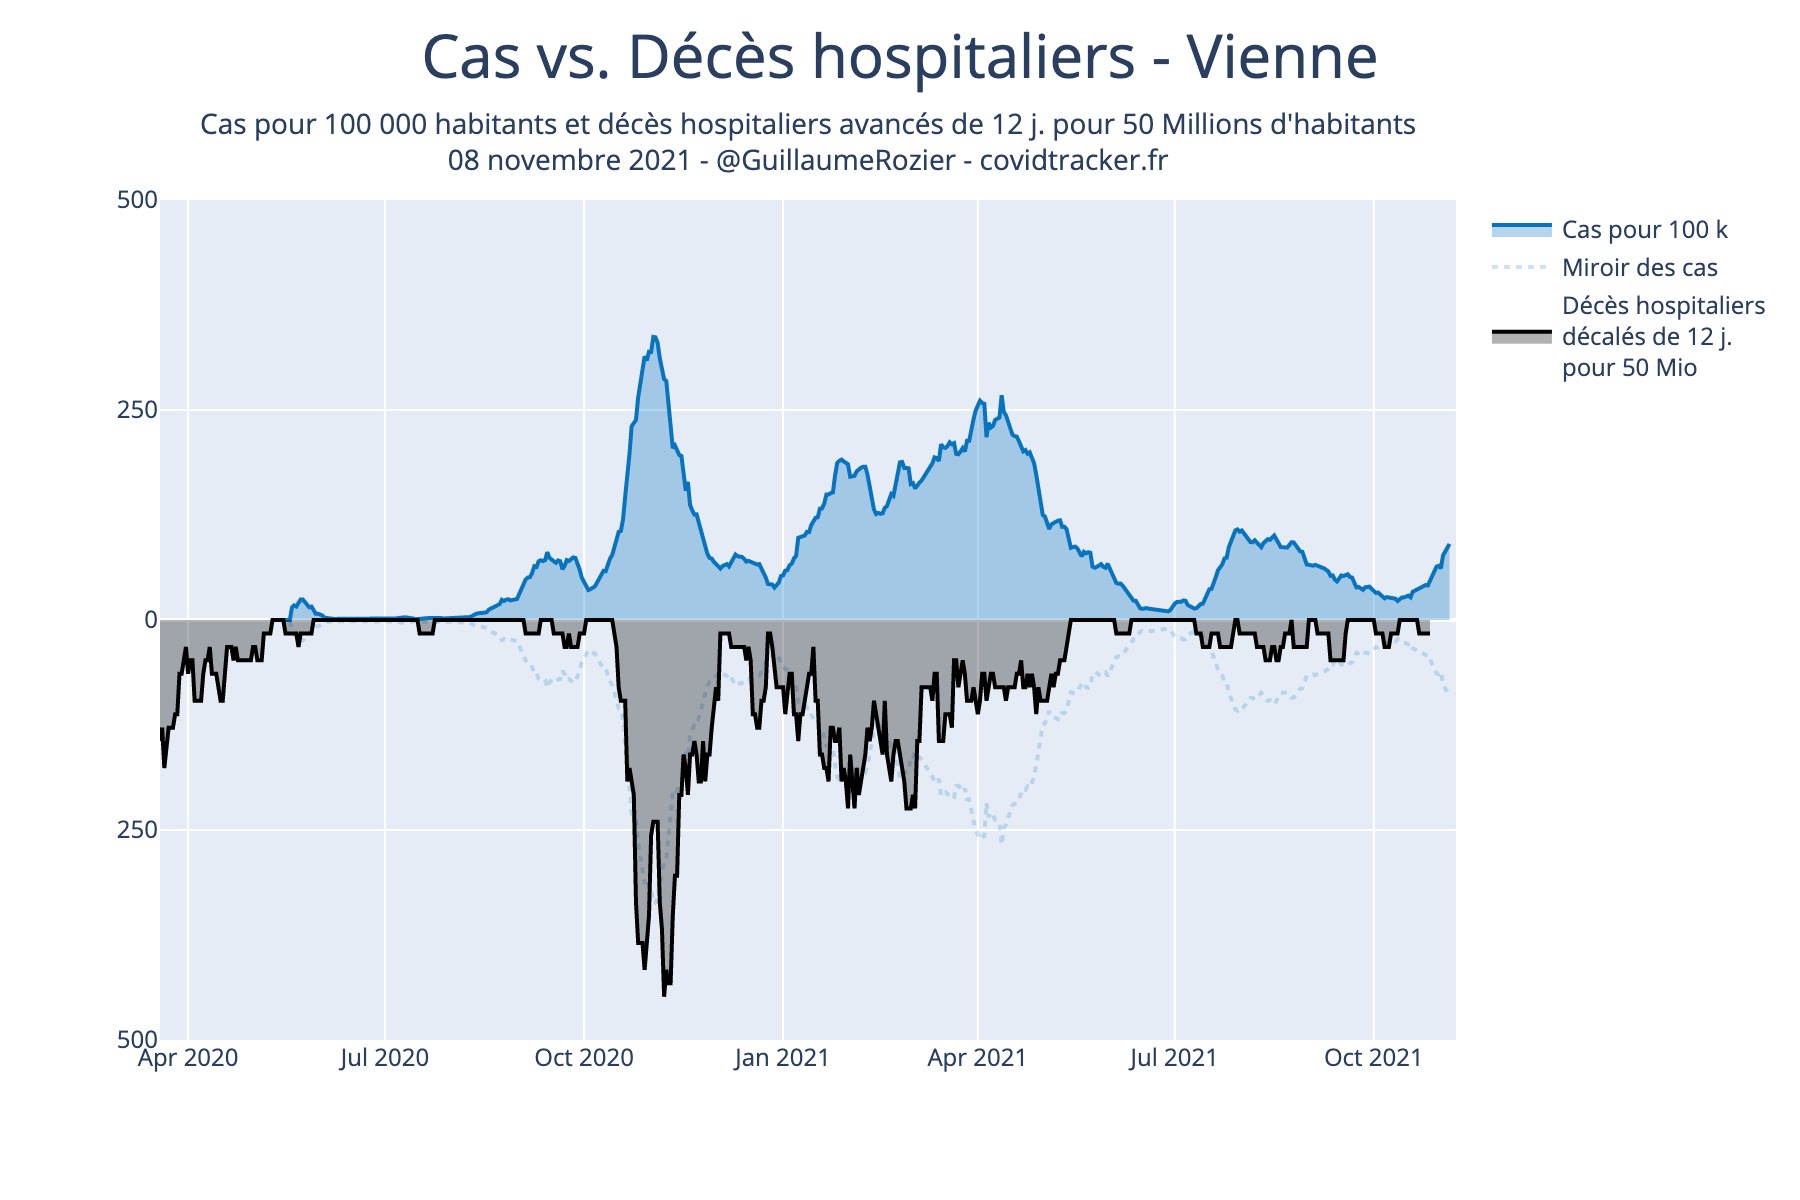 Cas vs. Décès hospitaliers - Vienne
Cas pour 100 000 habitants et décès hospitaliers avancés de 12 j. pour 50 Millions d'habitants
08 novembre 2021 - @GuillaumeRozier - covidtracker.fr
500
250
0
250
500
Apr 2020
Jul 2020
Oct 2020
Jan 2021
Apr 2021
Jul 2021
Oct 2021
Cas pour 100 k
Miroir des cas
Décès hospitaliers
décalés de 12 j.
pour 50 Mio